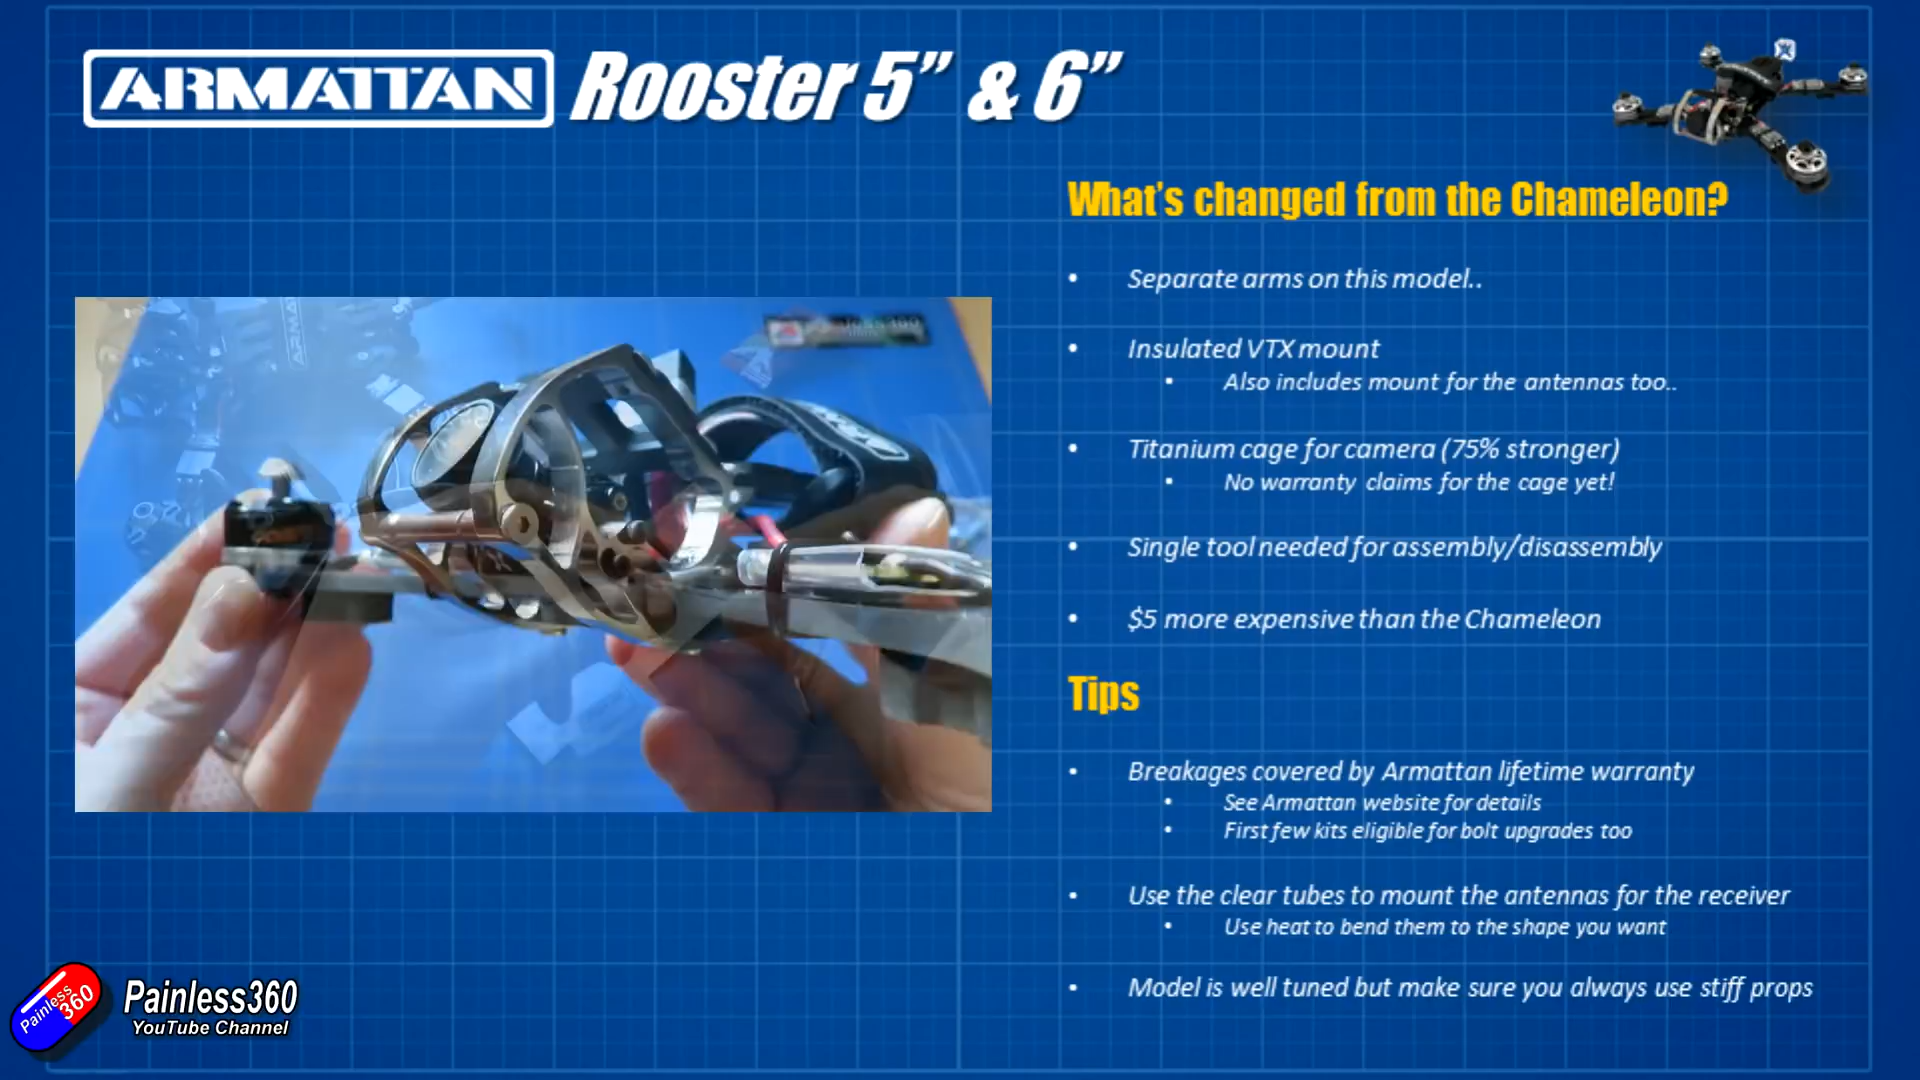 ARMATTAN Rooster 5” & 6”
What's changed from the Chameleon?
• Separate arms on this model..
• Insulated VTX mount
• Also includes mount for the antennas too..
• Titanium cage for camera (75% stronger)
• No warranty claims for the cage yet!
• Single tool needed for assembly/disassembly
• $5 more expensive than the Chameleon
Tips
• Breakages covered by Armattan lifetime warranty
• See Armattan website for details
• First few kits eligible for bolt upgrades too
• Use the clear tubes to mount the antennas for the receiver
• Use heat to bend them to the shape you want
• Model is well tuned but make sure you always use stiff props
Painless
360
Painless360
YouTube Channel